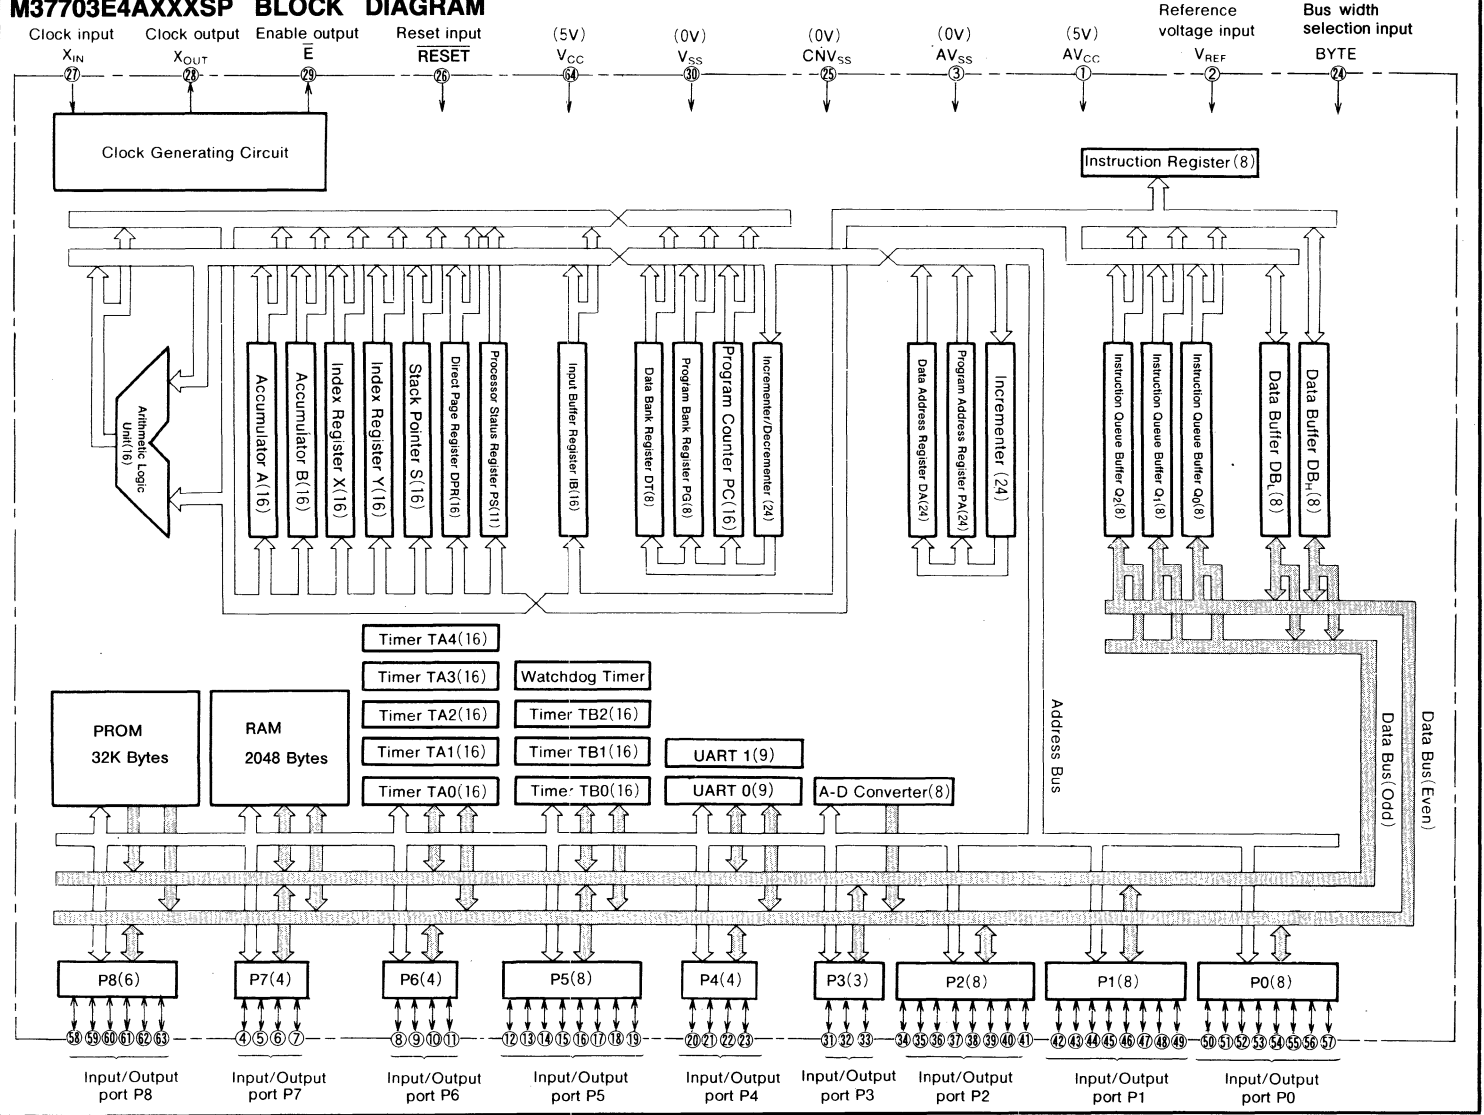 M37703E4AXXXSP BLOCK DIAGRAM
Clock input
XIN
27
Clock output
XOUT
28
Enable output
E̅
29
Reset input
R̅E̅S̅E̅T̅
26
(5V)
VCC
64
(0V)
VSS
30
(0V)
CNVSS
25
(0V)
AVSS
3
(5V)
AVCC
1
Reference
voltage input
VREF
2
Bus width
selection input
BYTE
24
Clock Generating Circuit
Instruction Register(8)
Arithmetic Logic
Unit(16)
Accumulator A(16)
Accumulator B(16)
Index Register X(16)
Index Register Y(16)
Stack Pointer S(16)
Direct Page Register DPR(16)
Processor Status Register PS(11)
Input Buffer Register IB(16)
Data Bank Register DT(8)
Program Bank Register PG(8)
Program Counter PC(16)
Incrementer/Decrementer(24)
Data Address Register DA(24)
Program Address Register PA(24)
Incrementer(24)
Instruction Queue Buffer Q2(8)
Instruction Queue Buffer Q1(8)
Instruction Queue Buffer Q0(8)
Data Buffer DBL(8)
Data Buffer DBH(8)
PROM
32K Bytes
RAM
2048 Bytes
Timer TA4(16)
Timer TA3(16)
Timer TA2(16)
Timer TA1(16)
Timer TA0(16)
Watchdog Timer
Timer TB2(16)
Timer TB1(16)
Timer TB0(16)
UART 1(9)
UART 0(9)
A-D Converter(8)
Address Bus
Data Bus(Odd)
Data Bus(Even)
P8(6)
P7(4)
P6(4)
P5(8)
P4(4)
P3(3)
P2(8)
P1(8)
P0(8)
58 59 60 61 62 63
4 5 6 7
8 9 10 11
12 13 14 15 16 17 18 19
20 21 22 23
31 32 33
34 35 36 37 38 39 40 41
42 43 44 45 46 47 48 49
50 51 52 53 54 55 56 57
Input/Output
port P8
Input/Output
port P7
Input/Output
port P6
Input/Output
port P5
Input/Output
port P4
Input/Output
port P3
Input/Output
port P2
Input/Output
port P1
Input/Output
port P0